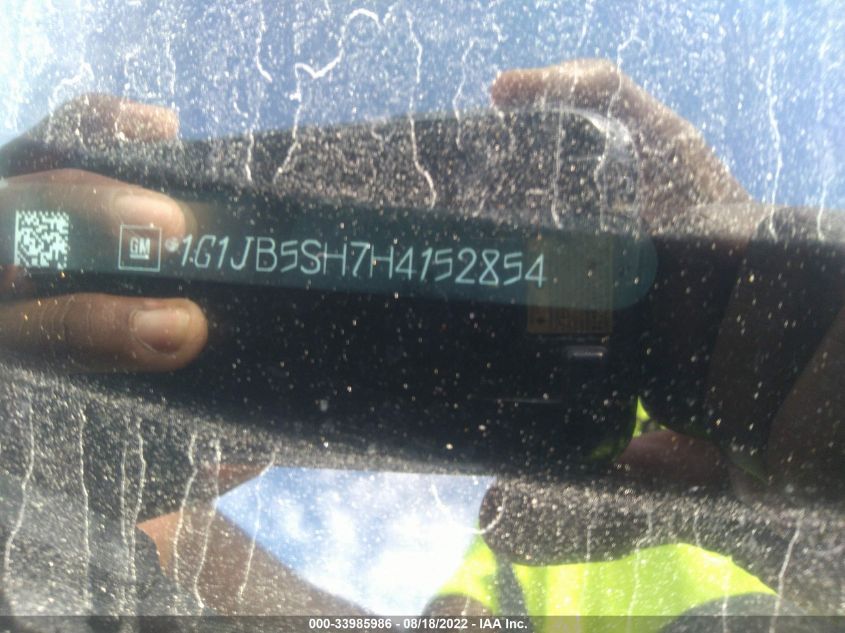 GM 1G1JB5SH7H4152854
000-33985986 - 08/18/2022 - IAA Inc.